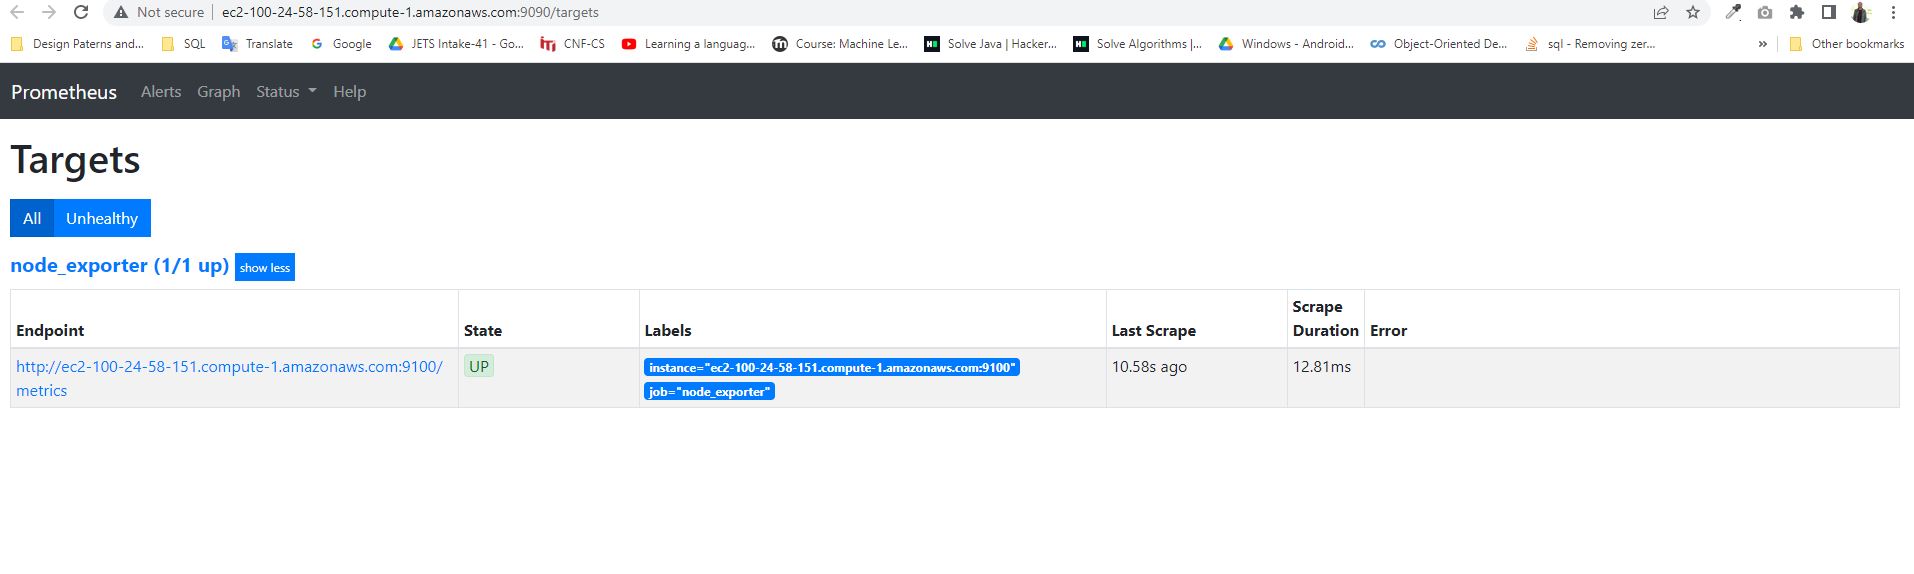 Not secure | ec2-100-24-58-151.compute-1.amazonaws.com:9090/targets
Design Paterns and... SQL Translate Google JETS Intake-41 - Go... CNF-CS Learning a languag... Course: Machine Le... Solve Java | Hacker... Solve Algorithms |... Windows - Android... Object-Oriented De... sql - Removing zer... » Other bookmarks
Prometheus Alerts Graph Status Help
Targets
All Unhealthy
node_exporter (1/1 up) show less
Endpoint State Labels Last Scrape Scrape Duration Error
http://ec2-100-24-58-151.compute-1.amazonaws.com:9100/ UP instance="ec2-100-24-58-151.compute-1.amazonaws.com:9100" 10.58s ago 12.81ms
metrics job="node_exporter"